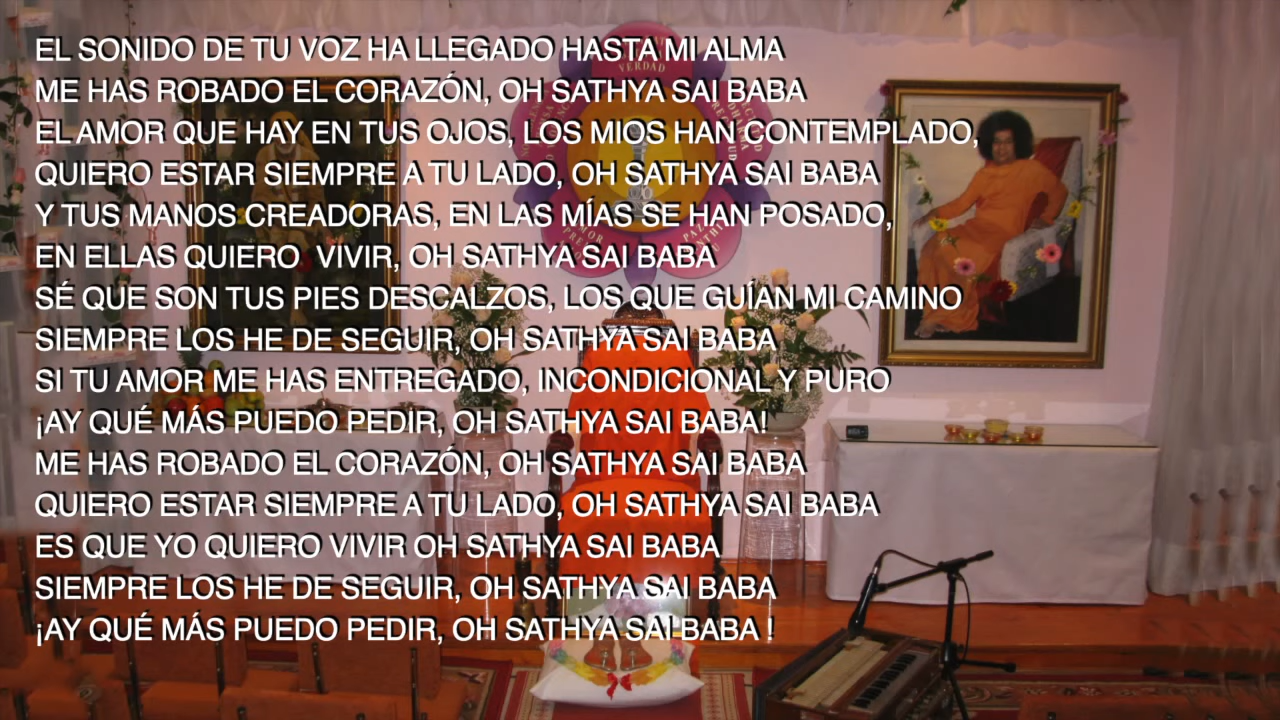 EL SONIDO DE TU VOZ HA LLEGADO HASTA MI ALMA
ME HAS ROBADO EL CORAZÓN, OH SATHYA SAI BABA
EL AMOR QUE HAY EN TUS OJOS, LOS MIOS HAN CONTEMPLADO,
QUIERO ESTAR SIEMPRE A TU LADO, OH SATHYA SAI BABA
Y TUS MANOS CREADORAS, EN LAS MÍAS SE HAN POSADO,
EN ELLAS QUIERO  VIVIR, OH SATHYA SAI BABA
SÉ QUE SON TUS PIES DESCALZOS, LOS QUE GUÍAN MI CAMINO
SIEMPRE LOS HE DE SEGUIR, OH SATHYA SAI BABA
SI TU AMOR ME HAS ENTREGADO, INCONDICIONAL Y PURO
¡AY QUÉ MÁS PUEDO PEDIR, OH SATHYA SAI BABA!
ME HAS ROBADO EL CORAZÓN, OH SATHYA SAI BABA
QUIERO ESTAR SIEMPRE A TU LADO, OH SATHYA SAI BABA
ES QUE YO QUIERO VIVIR OH SATHYA SAI BABA
SIEMPRE LOS HE DE SEGUIR, OH SATHYA SAI BABA
¡AY QUÉ MÁS PUEDO PEDIR, OH SATHYA SAI BABA !
VERDAD
AMOR
PAZ